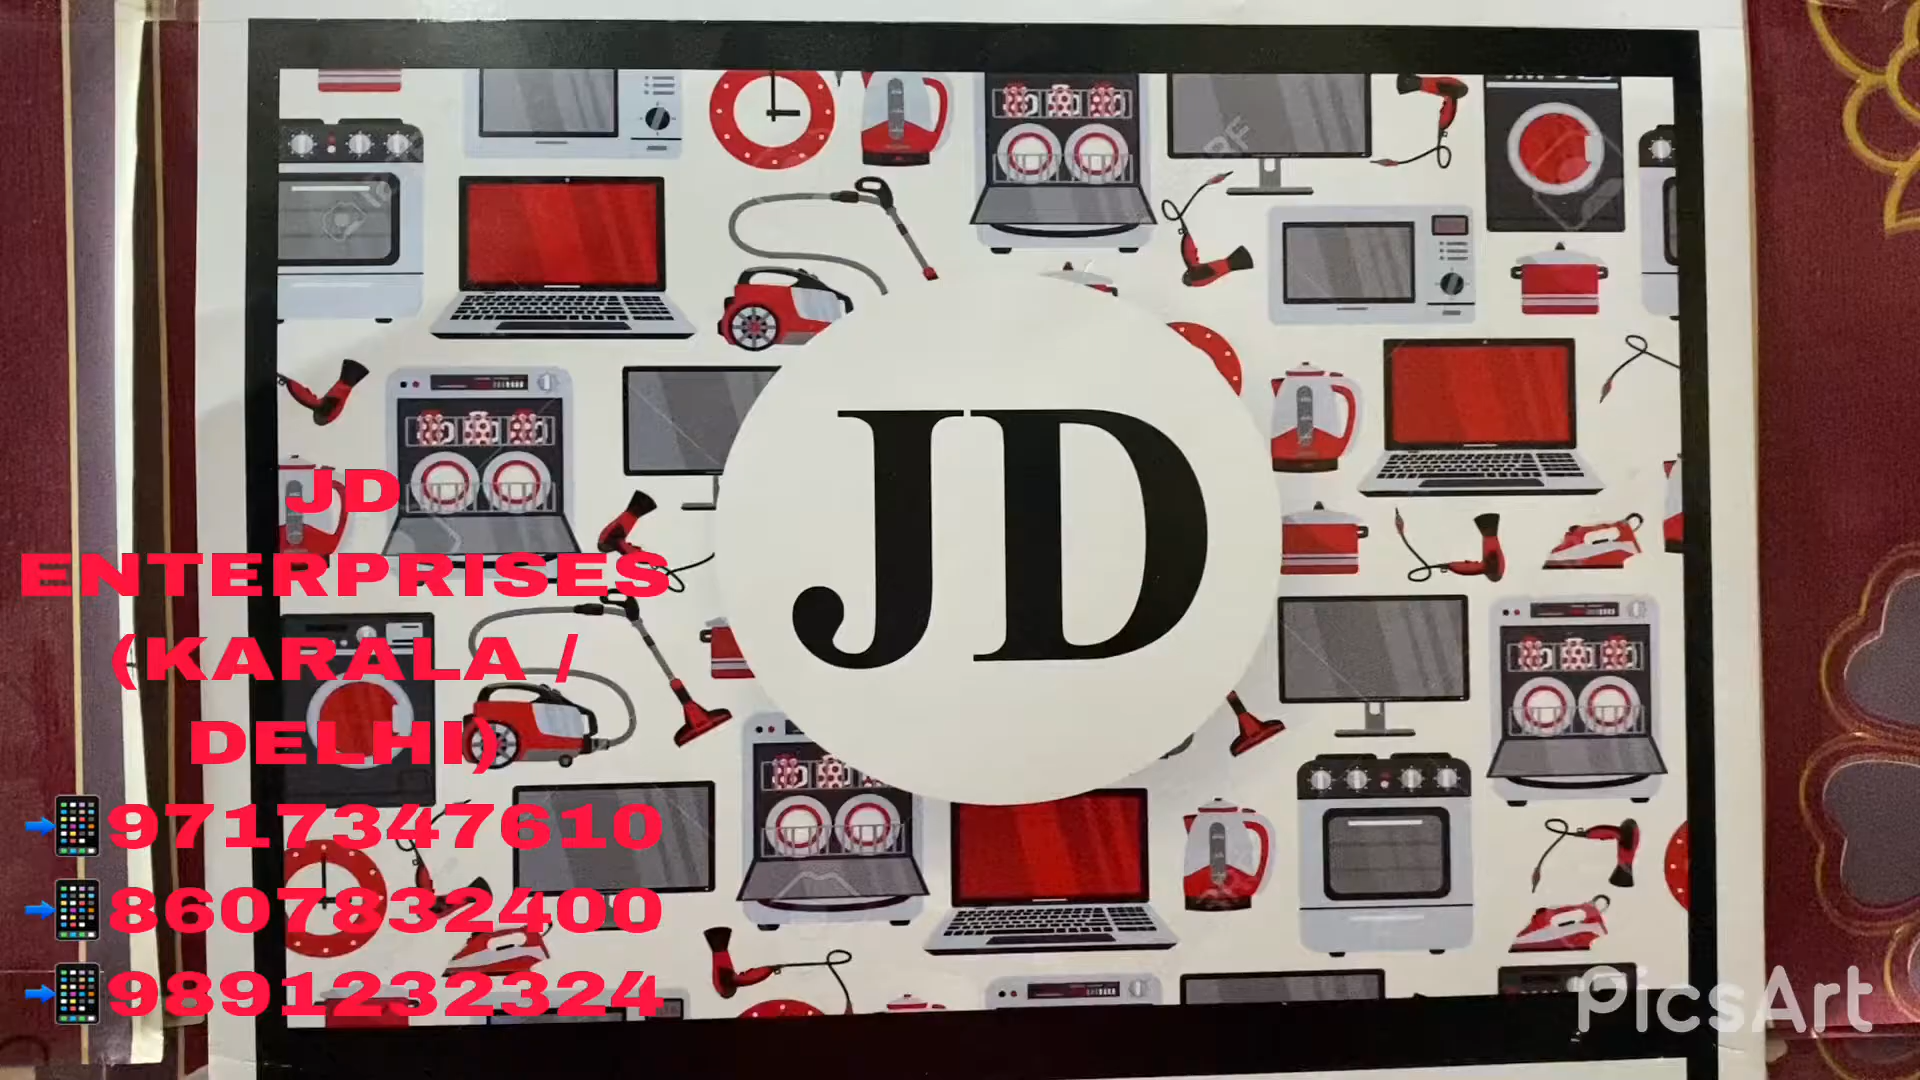 JD
JD
ENTERPRISES
(KARALA /
DELHI)
📲9717347610
📲8607832400
📲9891232324
PicsArt